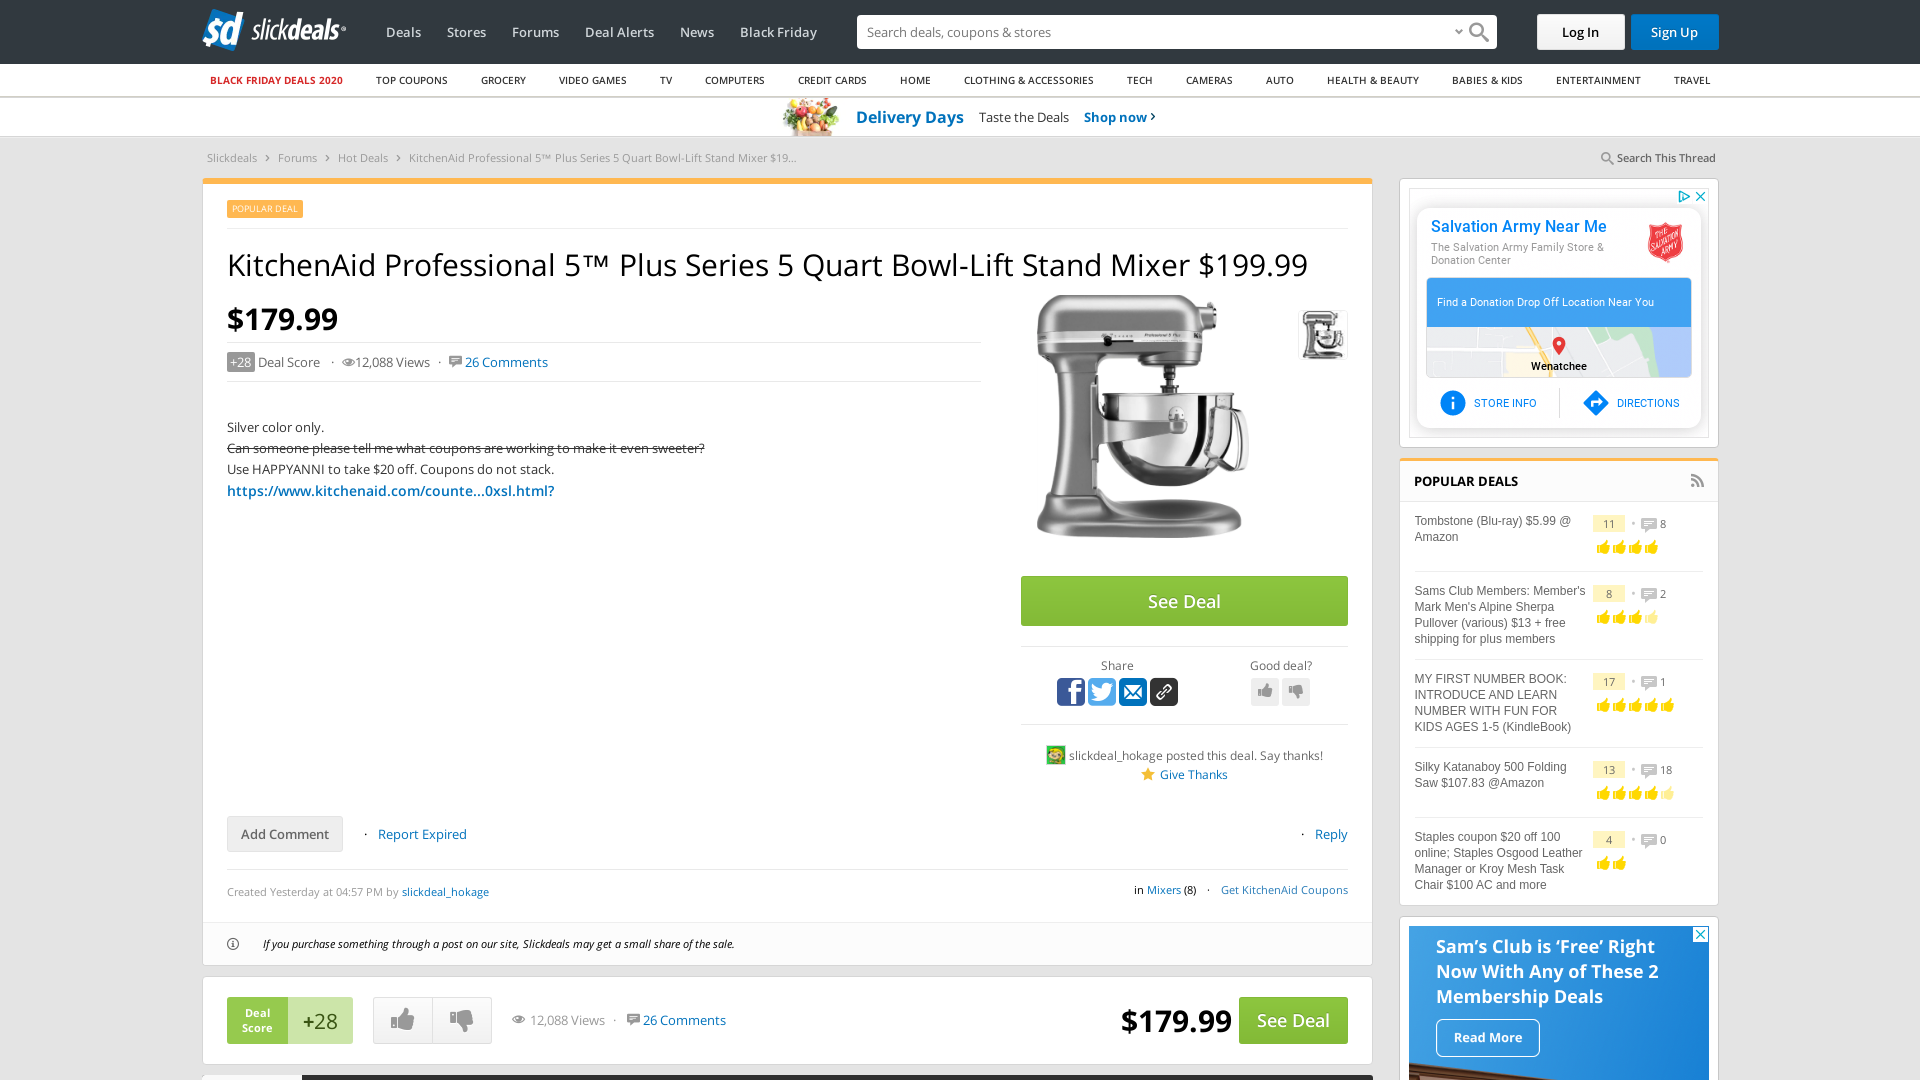 slickdeals
Deals
Stores
Forums
Deal Alerts
News
Black Friday
Search deals, coupons & stores
Log In
Sign Up
BLACK FRIDAY DEALS 2020
TOP COUPONS
GROCERY
VIDEO GAMES
TV
COMPUTERS
CREDIT CARDS
HOME
CLOTHING & ACCESSORIES
TECH
CAMERAS
AUTO
HEALTH & BEAUTY
BABIES & KIDS
ENTERTAINMENT
TRAVEL
Delivery Days Taste the Deals Shop now ›
Slickdeals › Forums › Hot Deals › KitchenAid Professional 5™ Plus Series 5 Quart Bowl-Lift Stand Mixer $19...
Search This Thread
POPULAR DEAL
KitchenAid Professional 5™ Plus Series 5 Quart Bowl-Lift Stand Mixer $199.99
$179.99
+28 Deal Score · 12,088 Views · 26 Comments
Silver color only.
Can someone please tell me what coupons are working to make it even sweeter?
Use HAPPYANNI to take $20 off. Coupons do not stack.
https://www.kitchenaid.com/counte...0xsl.html?
See Deal
Share
Good deal?
slickdeal_hokage posted this deal. Say thanks!
Give Thanks
Add Comment
· Report Expired
· Reply
Created Yesterday at 04:57 PM by slickdeal_hokage
in Mixers (8) · Get KitchenAid Coupons
If you purchase something through a post on our site, Slickdeals may get a small share of the sale.
Deal
Score
+28
12,088 Views · 26 Comments
$179.99
See Deal
Salvation Army Near Me
The Salvation Army Family Store &
Donation Center
THE SALVATION ARMY
Find a Donation Drop Off Location Near You
Wenatchee
STORE INFO
DIRECTIONS
POPULAR DEALS
Tombstone (Blu-ray) $5.99 @
Amazon
11 · 8
Sams Club Members: Member's
Mark Men's Alpine Sherpa
Pullover (various) $13 + free
shipping for plus members
8 · 2
MY FIRST NUMBER BOOK:
INTRODUCE AND LEARN
NUMBER WITH FUN FOR
KIDS AGES 1-5 (KindleBook)
17 · 1
Silky Katanaboy 500 Folding
Saw $107.83 @Amazon
13 · 18
Staples coupon $20 off 100
online; Staples Osgood Leather
Manager or Kroy Mesh Task
Chair $100 AC and more
4 · 0
Sam's Club is 'Free' Right
Now With Any of These 2
Membership Deals
Read More